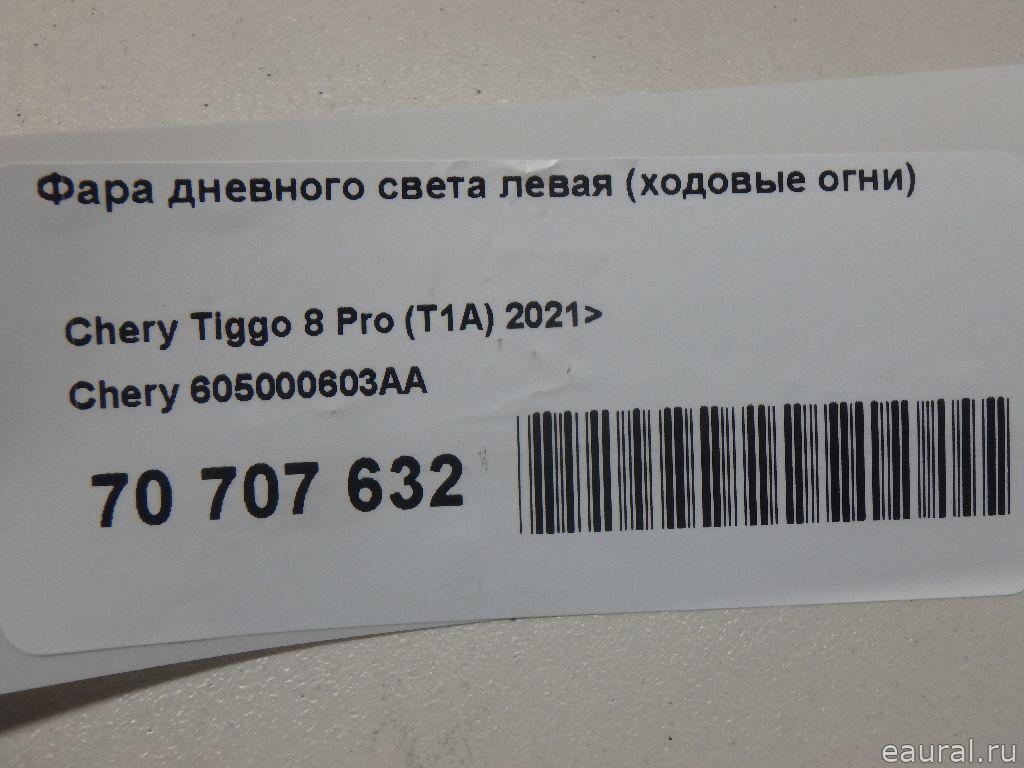 Фара дневного света левая (ходовые огни)
Chery Tiggo 8 Pro (T1A) 2021>
Chery 605000603AA
70 707 632
eaural.ru